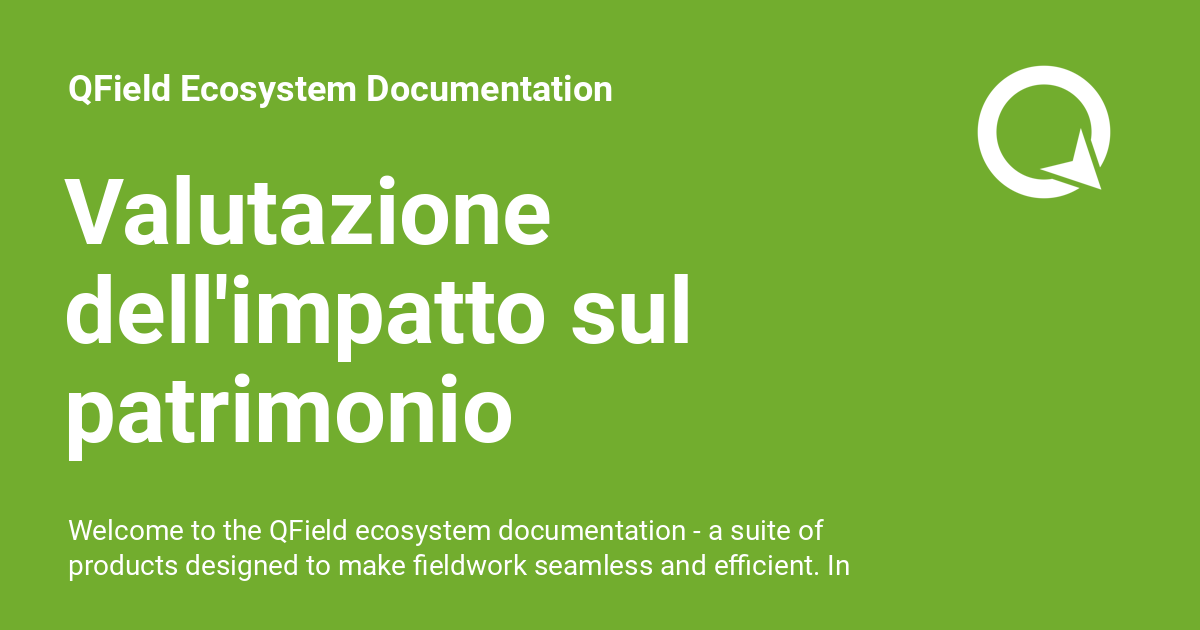 QField Ecosystem Documentation
Valutazione
dell'impatto sul
patrimonio
Welcome to the QField ecosystem documentation - a suite of
products designed to make fieldwork seamless and efficient. In